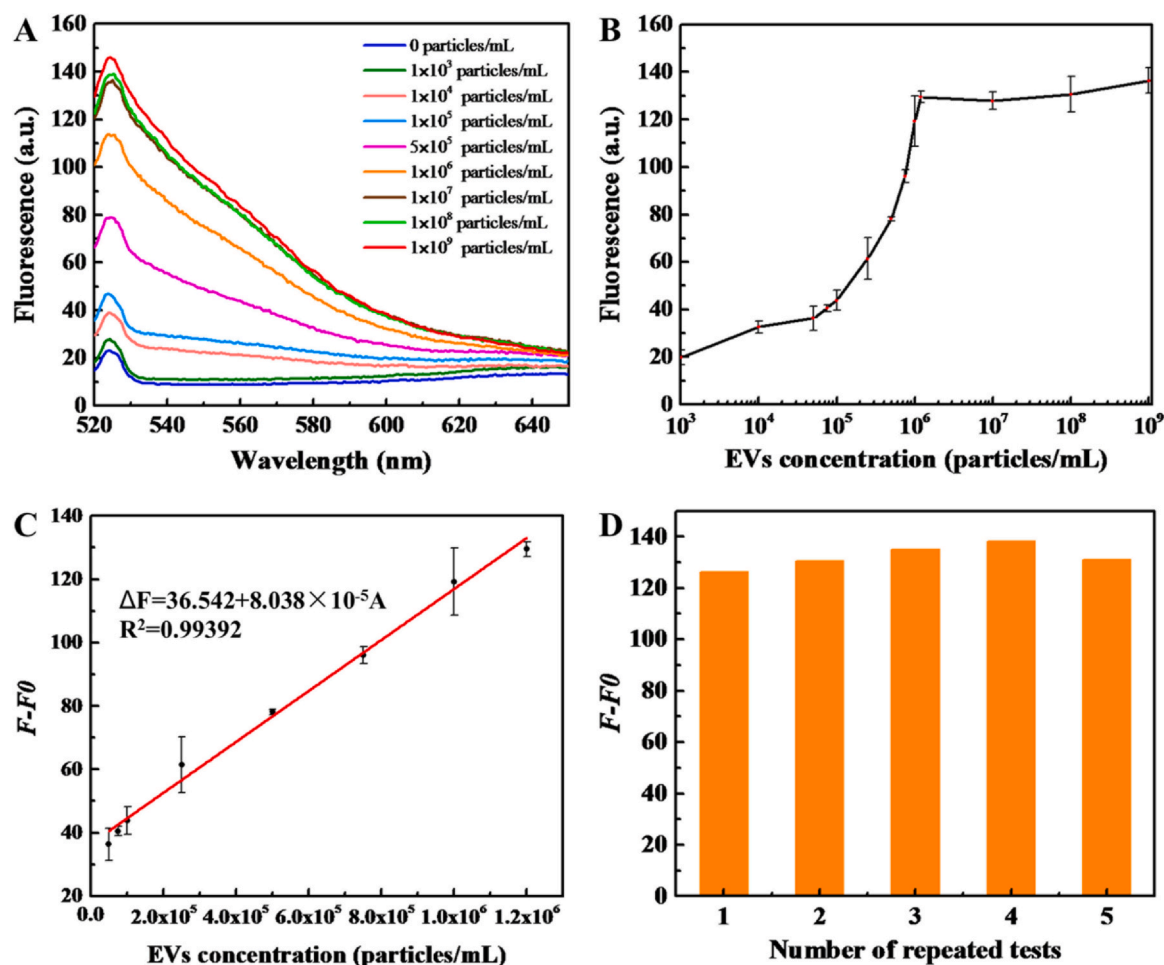 A
Fluorescence (a.u.)
160
140
120
100
80
60
40
20
0
520 540 560 580 600 620 640
Wavelength (nm)
0 particles/mL
1×10³ particles/mL
1×10⁴ particles/mL
1×10⁵ particles/mL
5×10⁵ particles/mL
1×10⁶ particles/mL
1×10⁷ particles/mL
1×10⁸ particles/mL
1×10⁹ particles/mL
B
Fluorescence (a.u.)
160
140
120
100
80
60
40
20
0
10³ 10⁴ 10⁵ 10⁶ 10⁷ 10⁸ 10⁹
EVs concentration (particles/mL)
C
F-F0
140
120
100
80
60
40
20
ΔF=36.542+8.038×10⁻⁵A
R²=0.99392
0.0 2.0x10⁵ 4.0x10⁵ 6.0x10⁵ 8.0x10⁵ 1.0x10⁶ 1.2x10⁶
EVs concentration (particles/mL)
D
F-F0
140
120
100
80
60
40
20
0
1 2 3 4 5
Number of repeated tests